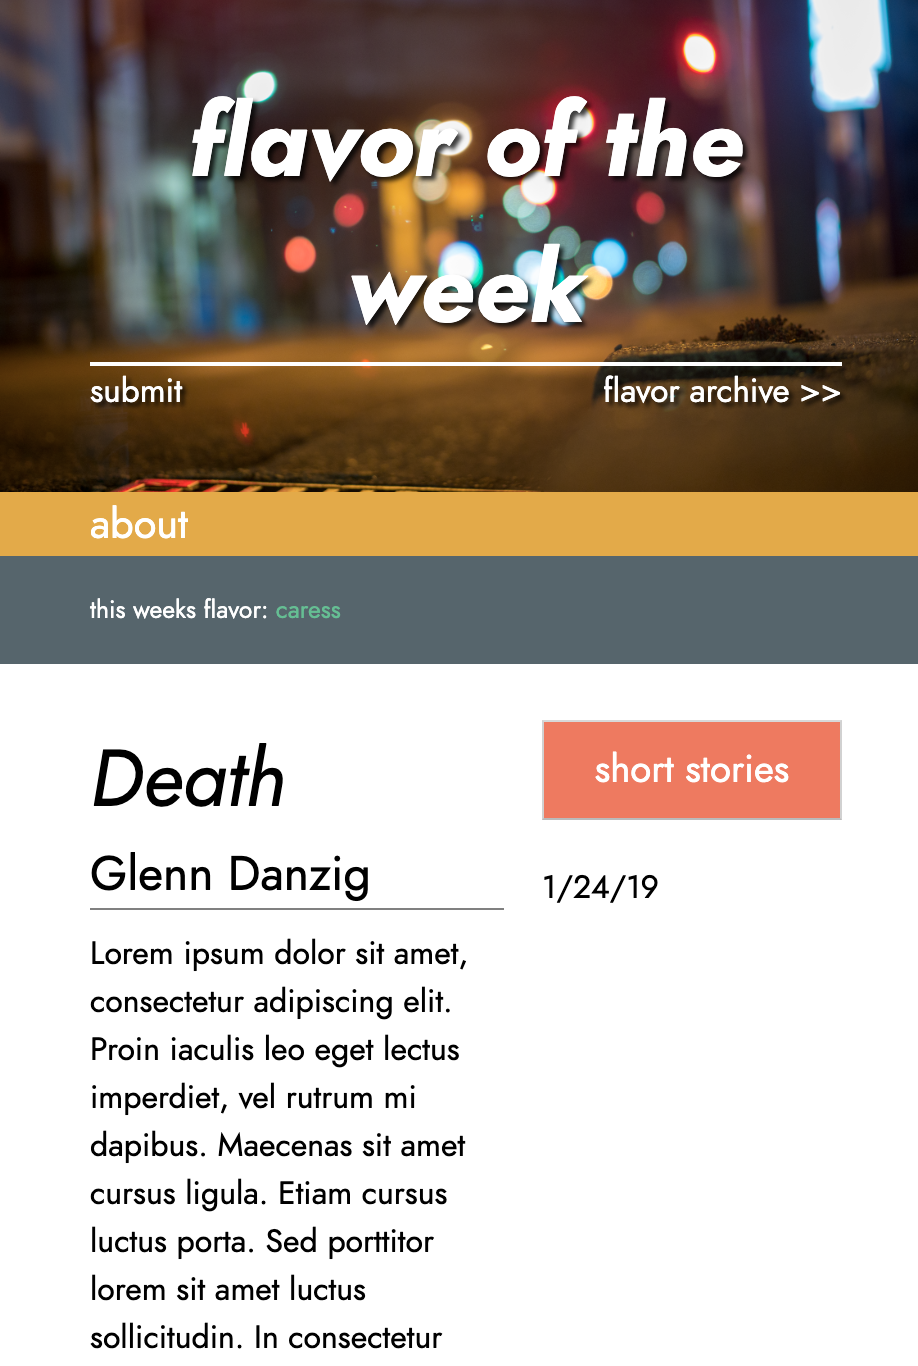 flavor of the
week
submit
flavor archive >>
about
this weeks flavor: caress
Death
short stories
Glenn Danzig
1/24/19
Lorem ipsum dolor sit amet,
consectetur adipiscing elit.
Proin iaculis leo eget lectus
imperdiet, vel rutrum mi
dapibus. Maecenas sit amet
cursus ligula. Etiam cursus
luctus porta. Sed porttitor
lorem sit amet luctus
sollicitudin. In consectetur